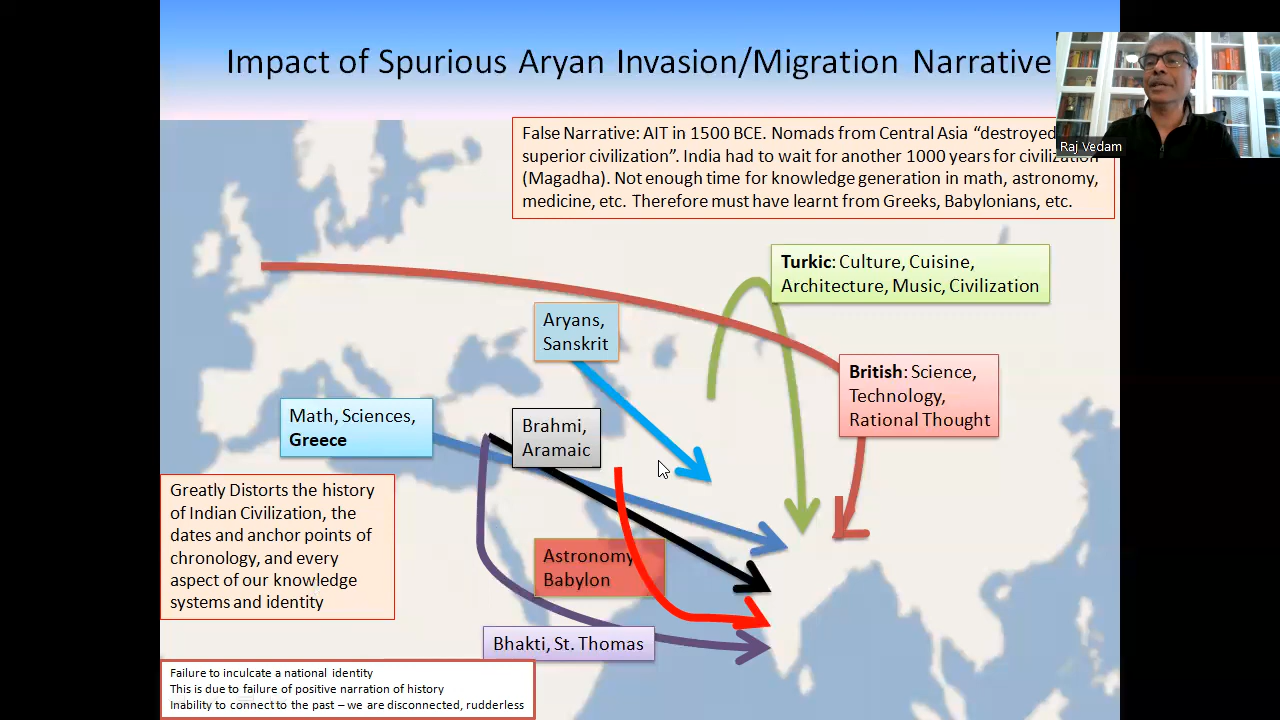 Impact of Spurious Aryan Invasion/Migration Narrative
Raj Vedam
False Narrative: AIT in 1500 BCE. Nomads from Central Asia “destroyed
superior civilization”. India had to wait for another 1000 years for civilization
(Magadha). Not enough time for knowledge generation in math, astronomy,
medicine, etc. Therefore must have learnt from Greeks, Babylonians, etc.
Turkic: Culture, Cuisine,
Architecture, Music, Civilization
Aryans,
Sanskrit
British: Science,
Technology,
Rational Thought
Math, Sciences,
Greece
Brahmi,
Aramaic
Greatly Distorts the history
of Indian Civilization, the
dates and anchor points of
chronology, and every
aspect of our knowledge
systems and identity
Astronomy
Babylon
Bhakti, St. Thomas
Failure to inculcate a national identity
This is due to failure of positive narration of history
Inability to connect to the past – we are disconnected, rudderless